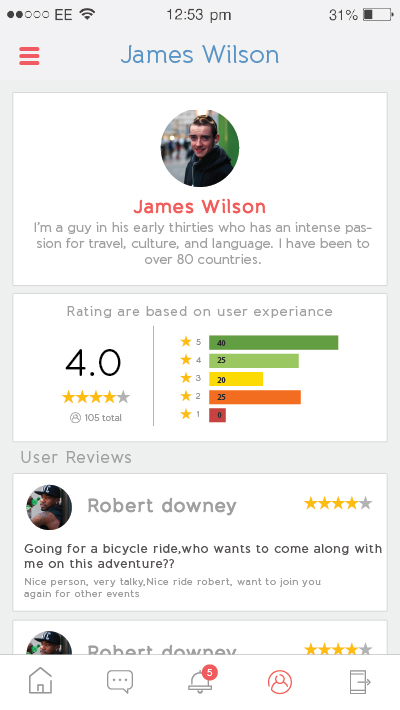 EE 12:53 pm 31%
James Wilson
James Wilson
I'm a guy in his early thirties who has an intense pas-
sion for travel, culture, and language. I have been to
over 80 countries.
Rating are based on user experiance
4.0
105 total
5 40
4 25
3 20
2 25
1 0
User Reviews
Robert downey
Going for a bicycle ride,who wants to come along with
me on this adventure??
Nice person, very talky,Nice ride robert, want to join you
again for other events
Robert downey
5